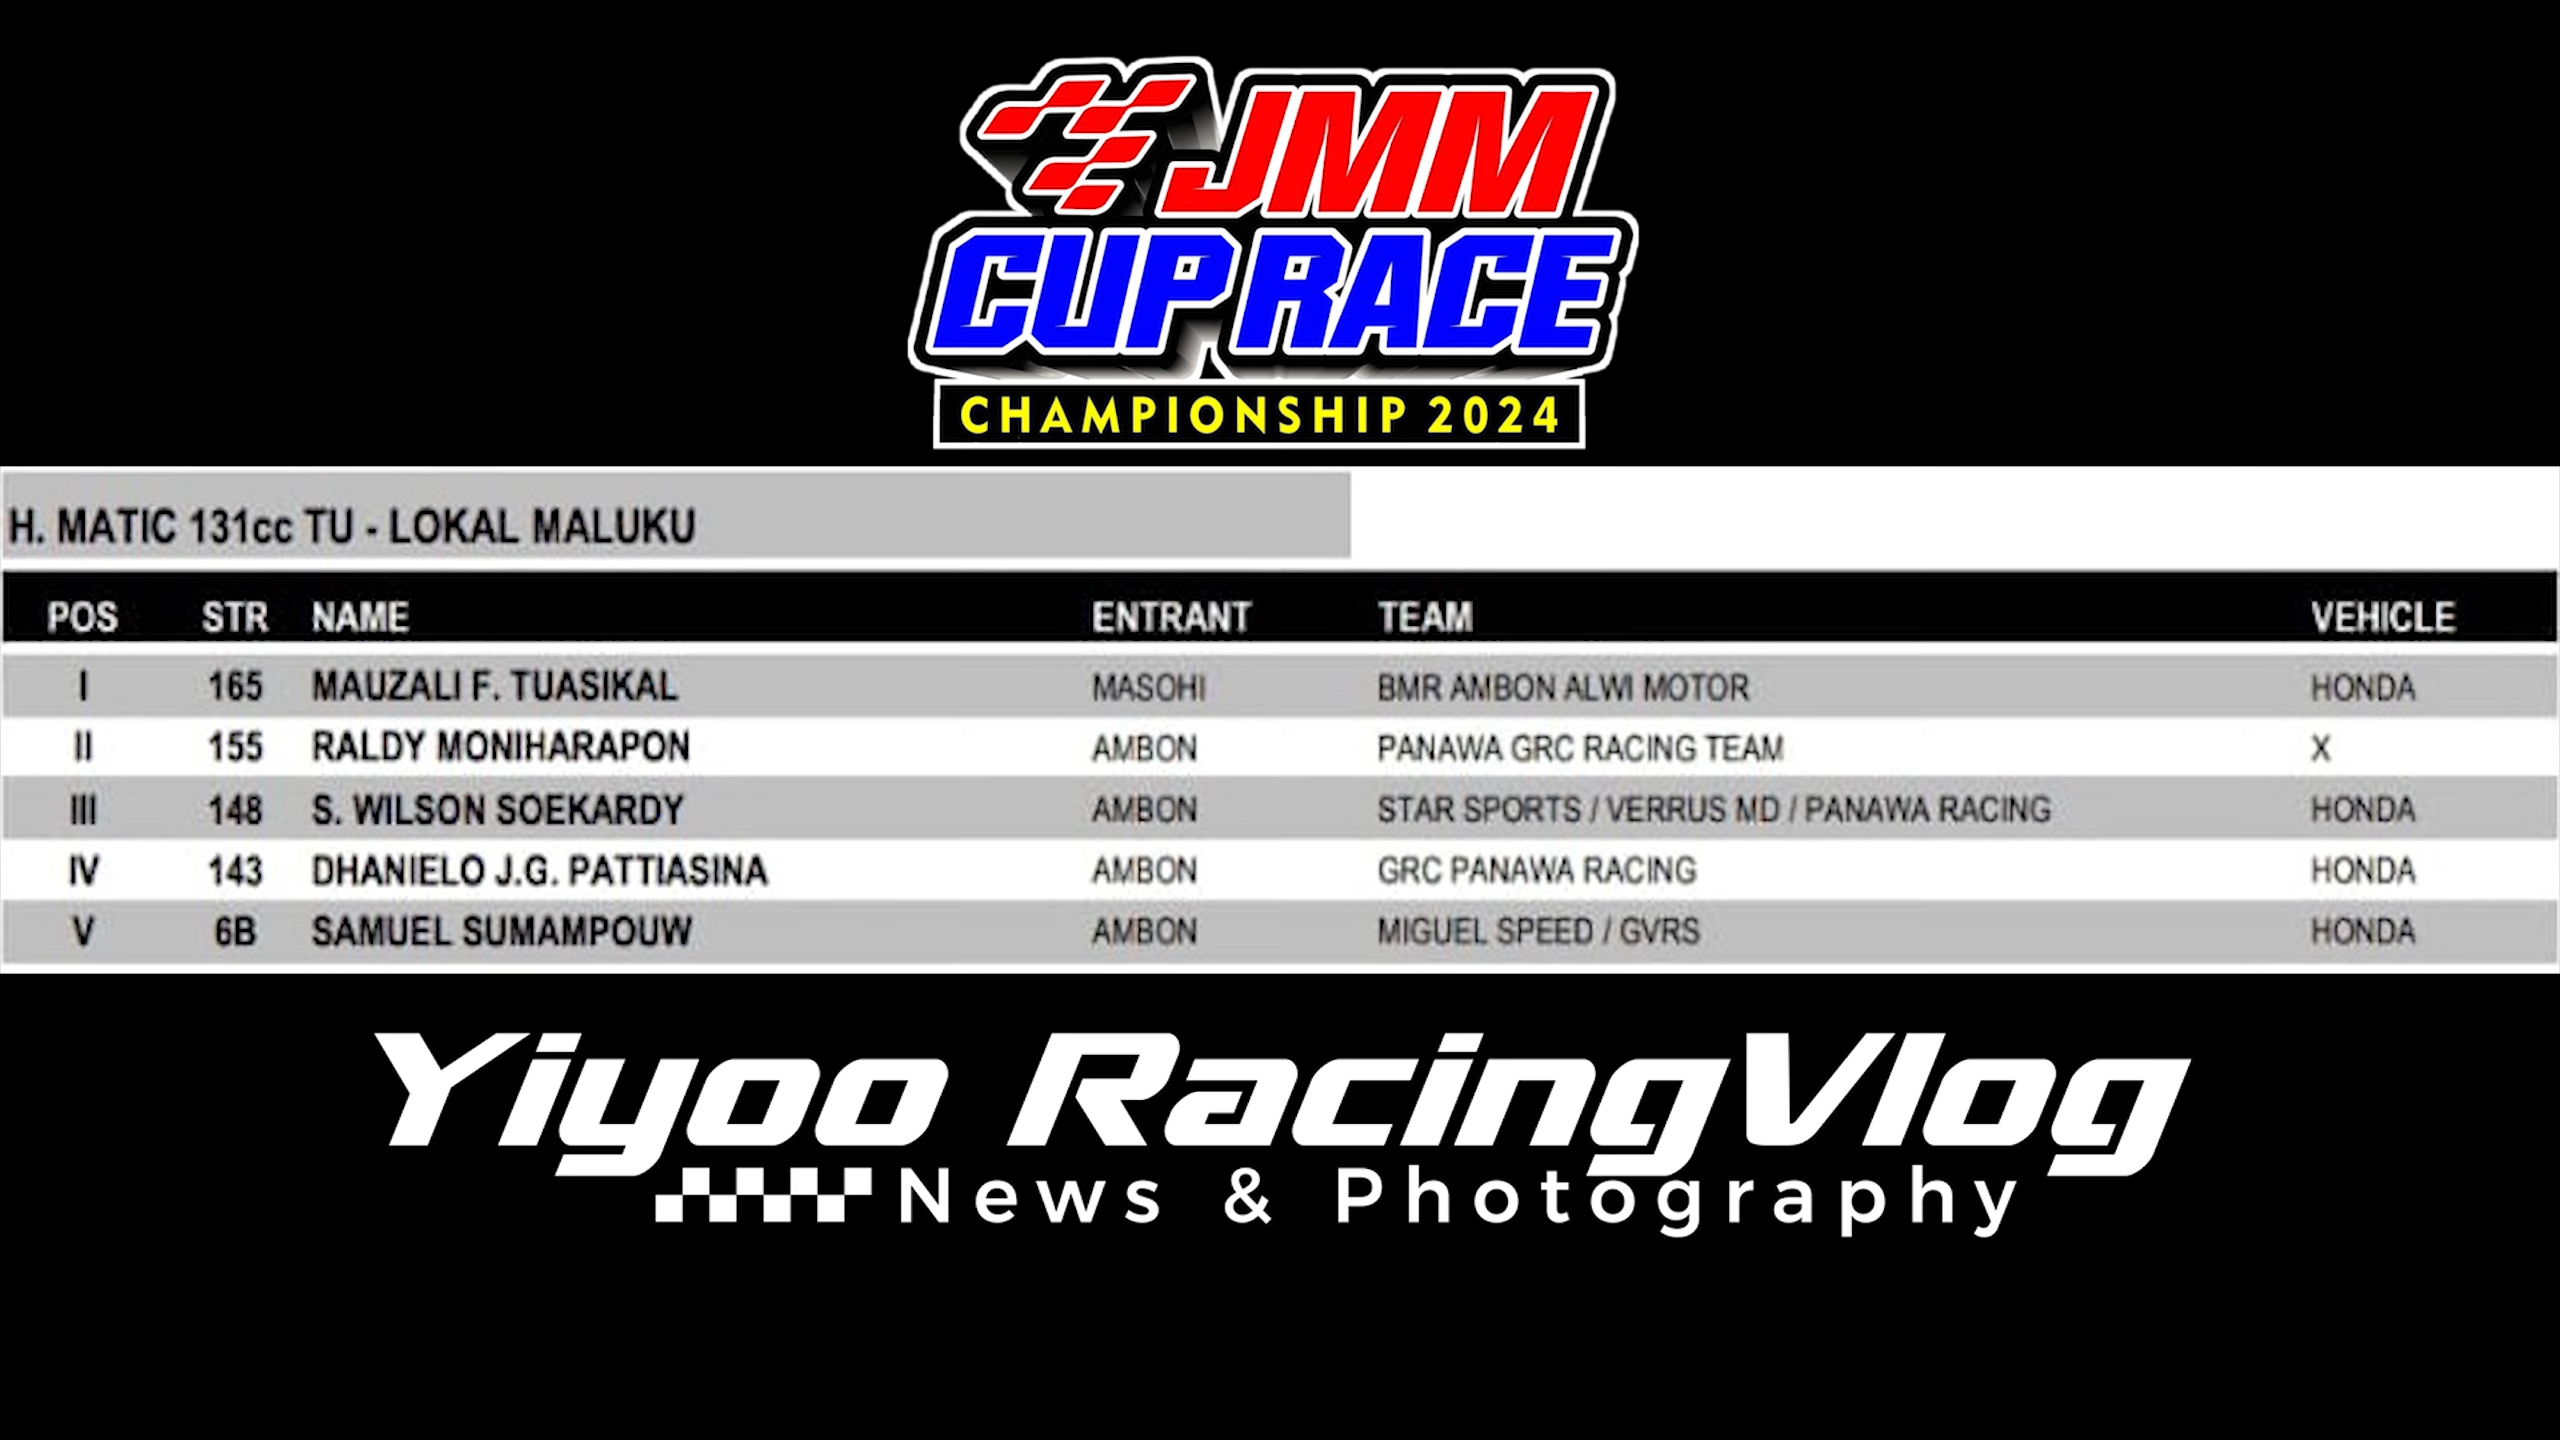 JMM
CUP RACE
CHAMPIONSHIP 2024
H. MATIC 131cc TU - LOKAL MALUKU
POS STR NAME ENTRANT TEAM VEHICLE
I 165 MAUZALI F. TUASIKAL MASOHI BMR AMBON ALWI MOTOR HONDA
II 155 RALDY MONIHARAPON AMBON PANAWA GRC RACING TEAM X
III 148 S. WILSON SOEKARDY AMBON STAR SPORTS / VERRUS MD / PANAWA RACING HONDA
IV 143 DHANIELO J.G. PATTIASINA AMBON GRC PANAWA RACING HONDA
V 6B SAMUEL SUMAMPOUW AMBON MIGUEL SPEED / GVRS HONDA
Yiyoo RacingVlog
News & Photography